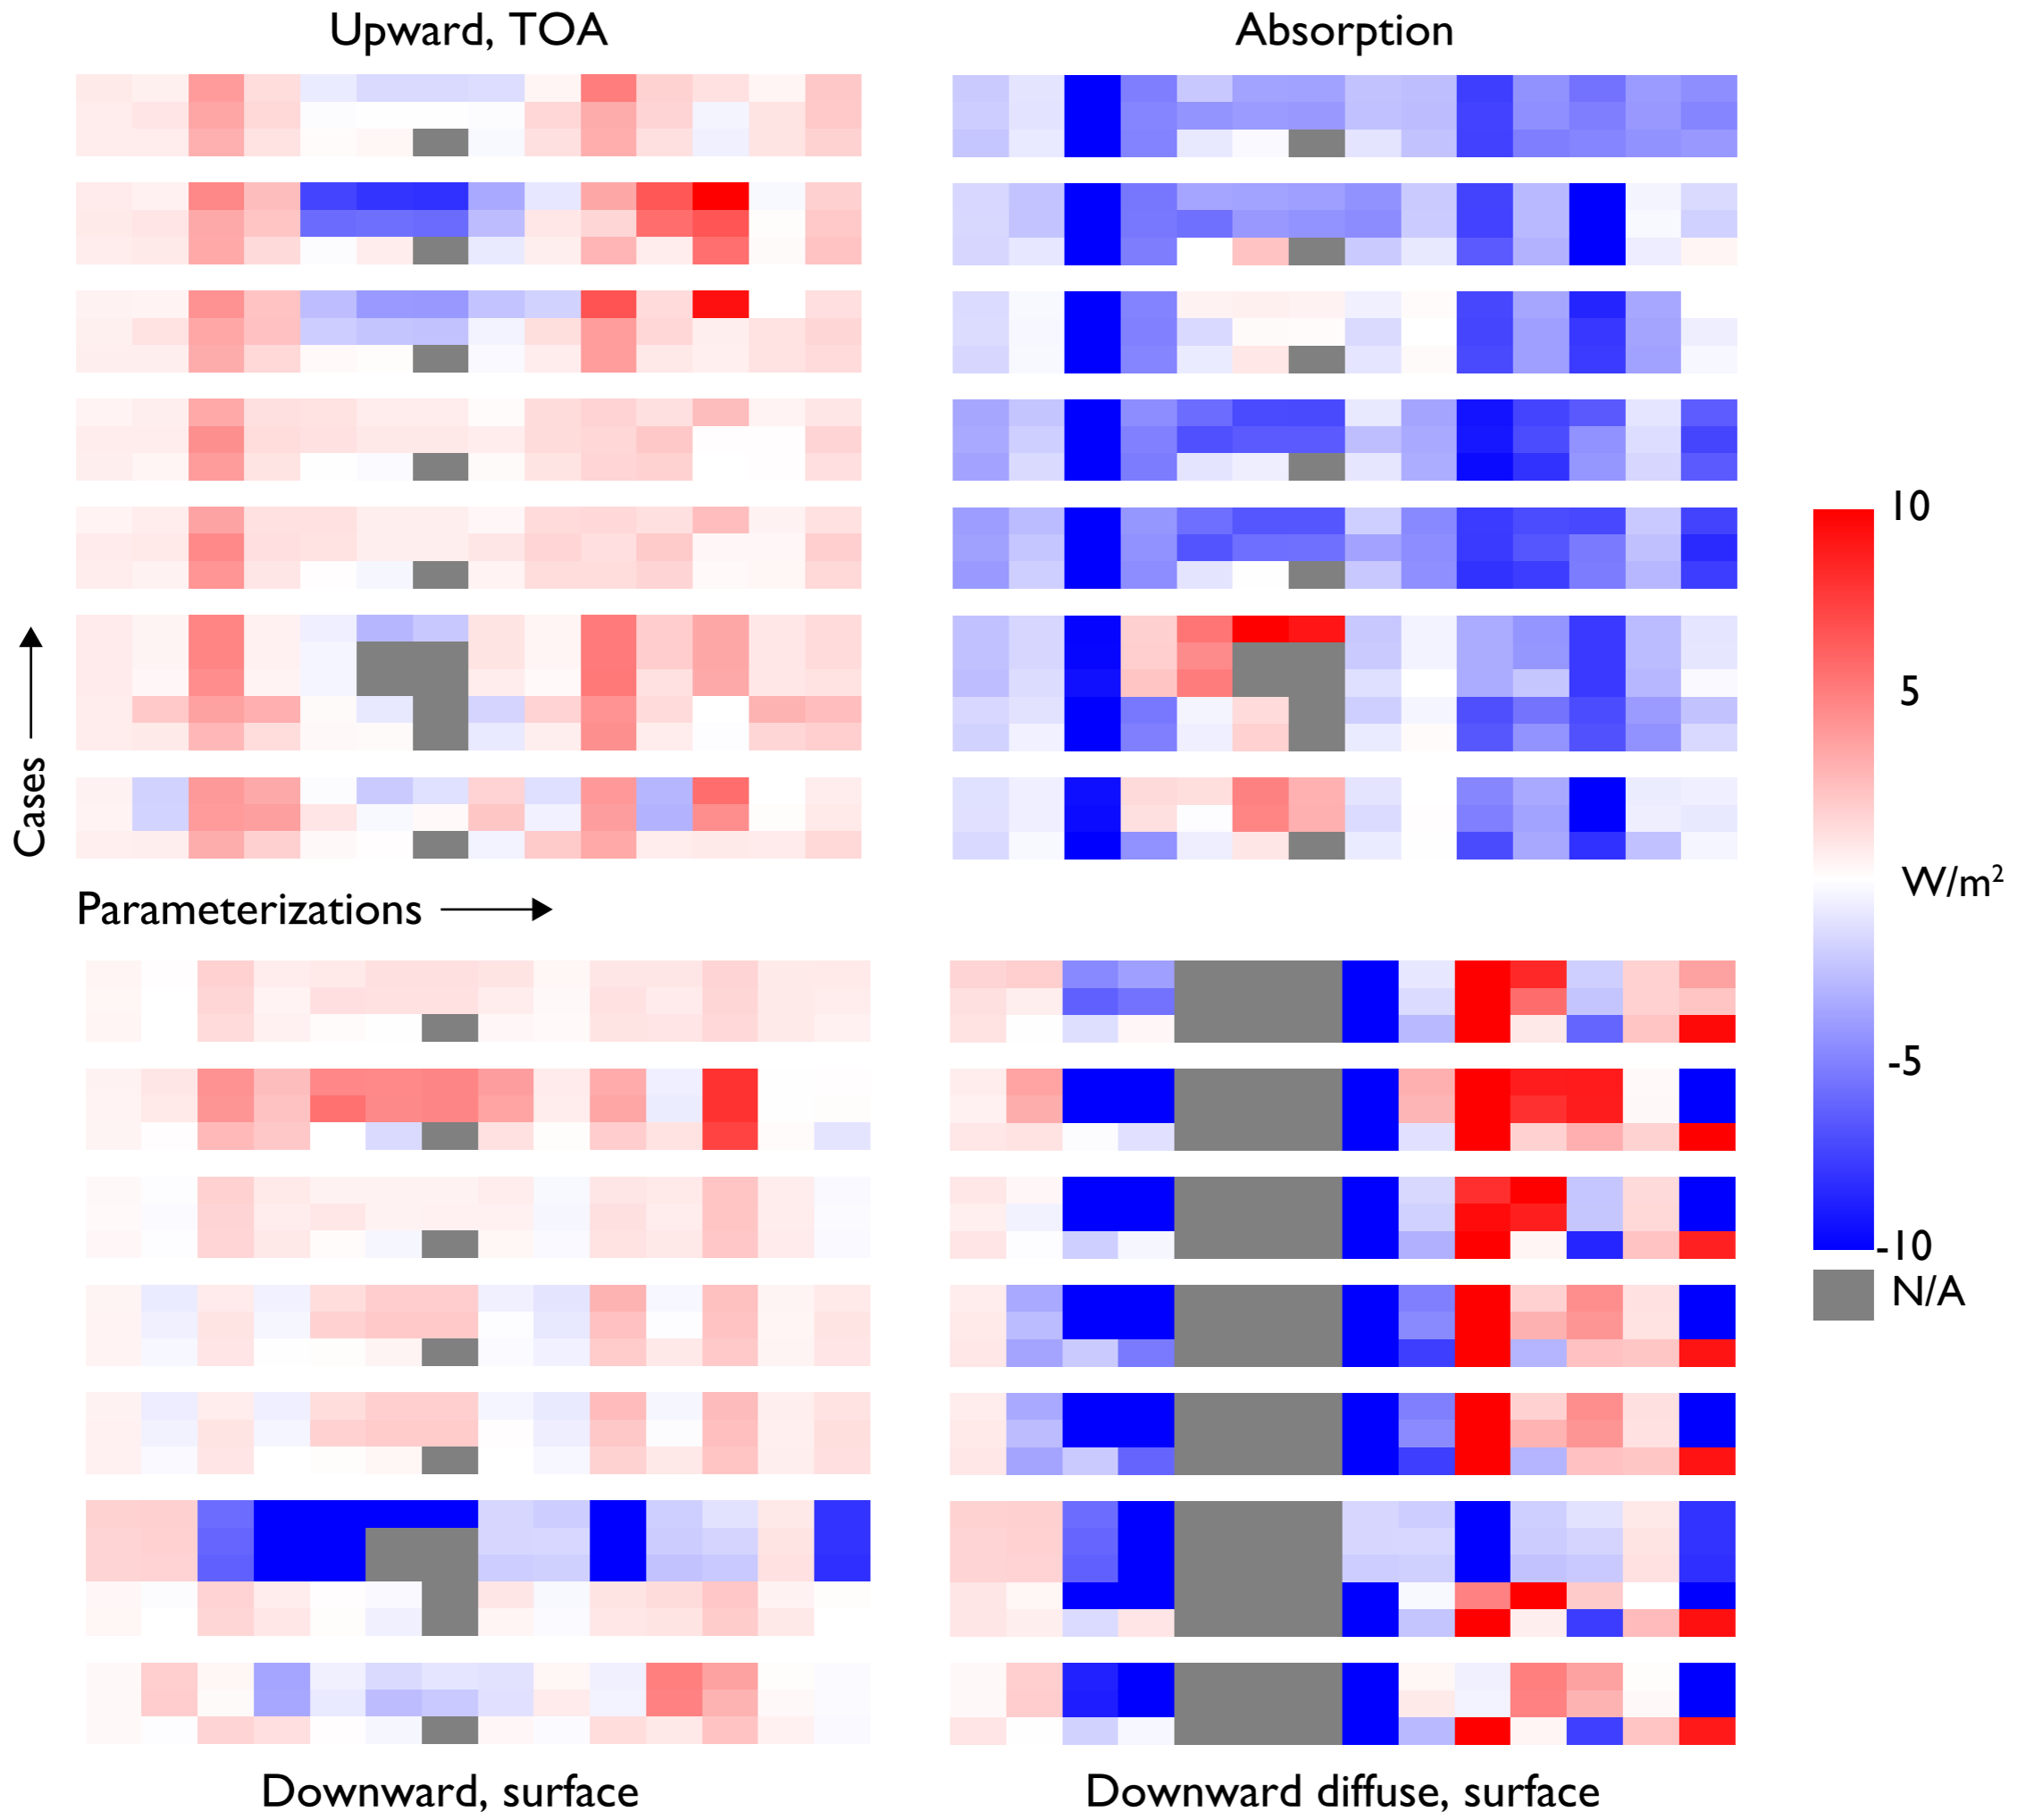 Upward, TOA
Absorption
Cases
Parameterizations
10
5
W/m²
-5
-10
N/A
Downward, surface
Downward diffuse, surface